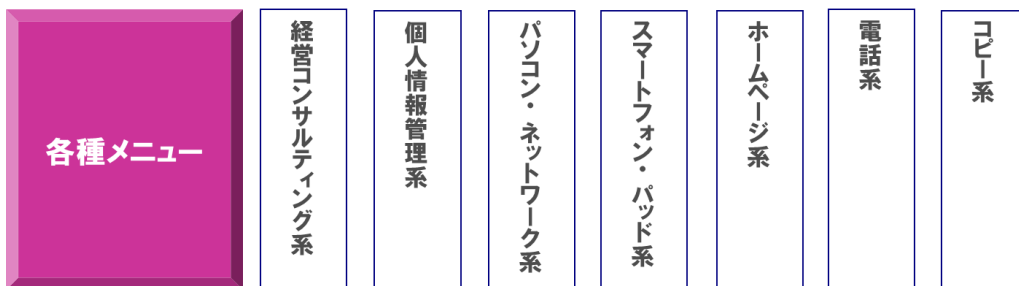 各種メニュー
経営コンサルティング系
個人情報管理系
パソコン・ネットワーク系
スマートフォン・パッド系
ホームページ系
電話系
コピー系